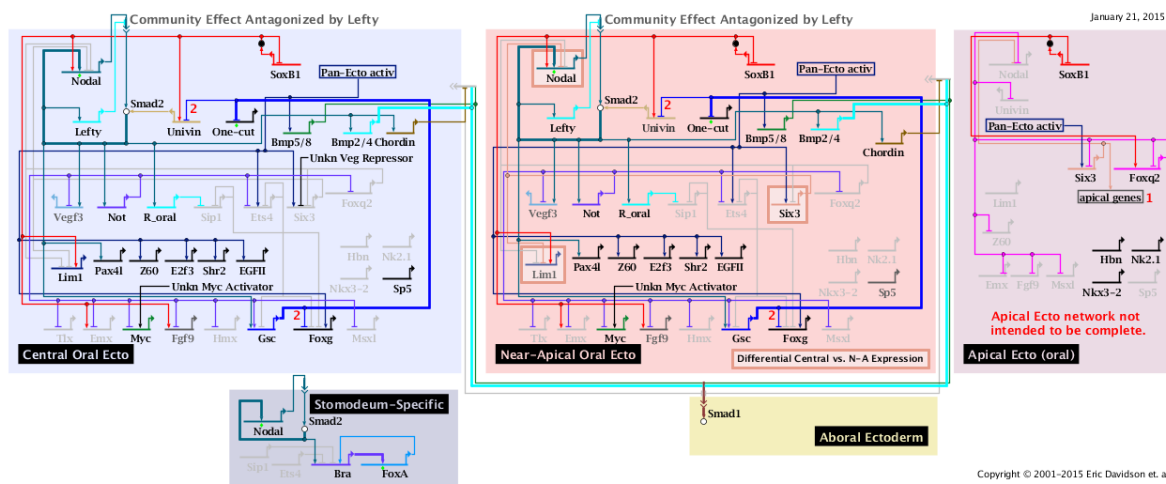 Community Effect Antagonized by Lefty
Community Effect Antagonized by Lefty
January 21, 2015
Nodal
SoxB1
Pan-Ecto activ
Lefty
Smad2
Univin
2
One-cut
Bmp5/8
Bmp2/4
Chordin
Unkn Veg Repressor
Vegf3
Not
R_oral
Sip1
Ets4
Six3
Foxq2
Lim1
Pax4l
Z60
E2f3
Shr2
EGFII
Hbn
Nk2.1
Nkx3-2
Sp5
Unkn Myc Activator
Tlx
Emx
Myc
Fgf9
Hmx
Gsc
2
Foxg
Msxl
Central Oral Ecto
Nodal
SoxB1
Pan-Ecto activ
Lefty
Smad2
Univin
2
One-cut
Bmp5/8
Bmp2/4
Chordin
Vegf3
Not
R_oral
Sip1
Ets4
Six3
Foxq2
Lim1
Pax4l
Z60
E2f3
Shr2
EGFII
Hbn
Nk2.1
Nkx3-2
Sp5
Unkn Myc Activator
Tlx
Emx
Myc
Fgf9
Hmx
Gsc
2
Foxg
Msxl
Near-Apical Oral Ecto
Differential Central vs. N-A Expression
Nodal
SoxB1
Univin
Pan-Ecto activ
Six3
Foxq2
apical genes
1
Lim1
Z60
Hbn
Nk2.1
Emx
Fgf9
Msxl
Nkx3-2
Sp5
Apical Ecto network not
intended to be complete.
Apical Ecto (oral)
Stomodeum-Specific
Nodal
Smad2
Sip1
Ets4
Bra
FoxA
Smad1
Aboral Ectoderm
Copyright © 2001-2015 Eric Davidson et. a